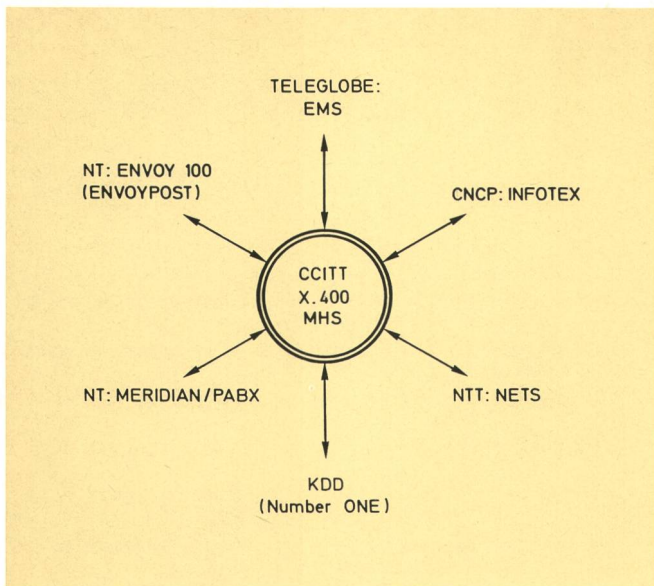 TELEGLOBE:
EMS
NT: ENVOY 100
(ENVOYPOST)
CNCP: INFOTEX
CCITT
X.400
MHS
NT: MERIDIAN/PABX
NTT: NETS
KDD
(Number ONE)